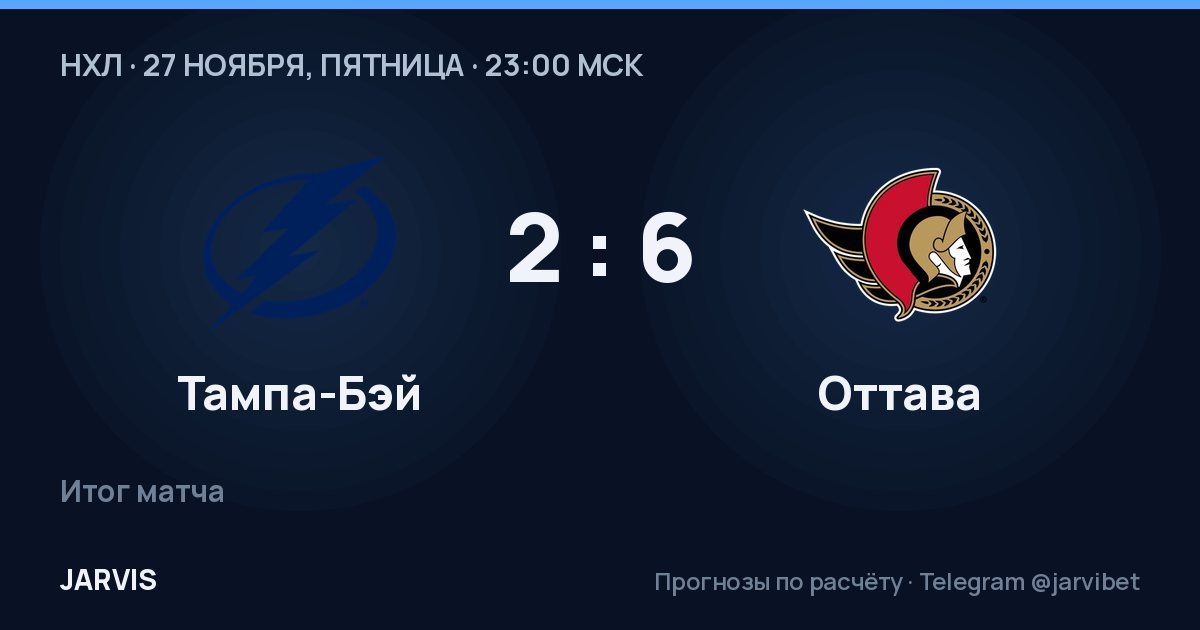 НХЛ · 27 НОЯБРЯ, ПЯТНИЦА · 23:00 МСК
2 : 6
Тампа-Бэй
Оттава
Итог матча
JARVIS
Прогнозы по расчёту · Telegram @jarvibet